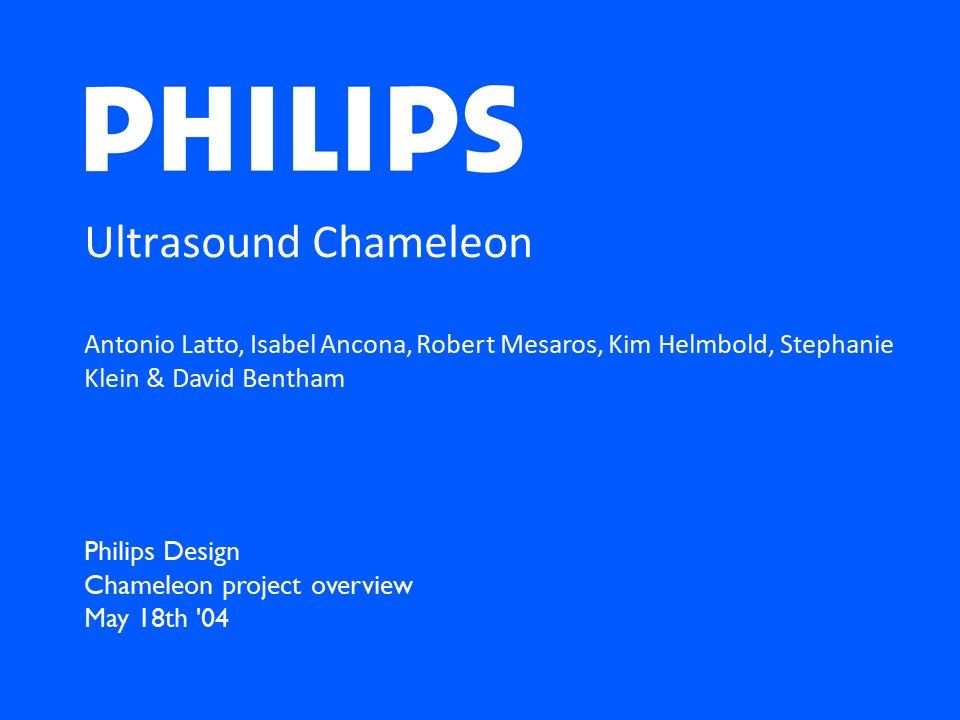 PHILIPS
Ultrasound Chameleon
Antonio Latto, Isabel Ancona, Robert Mesaros, Kim Helmbold, Stephanie
Klein & David Bentham
Philips Design
Chameleon project overview
May 18th '04